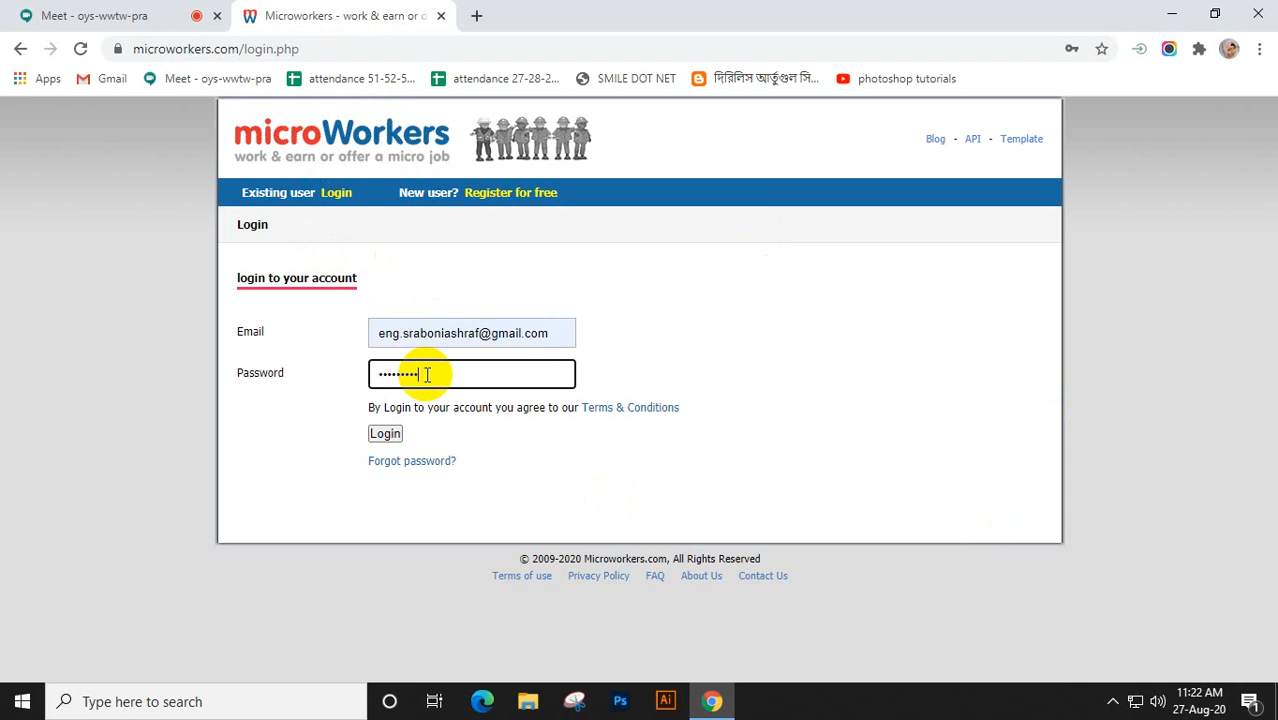 Meet - oys-wwtw-pra
Microworkers - work & earn or o
microworkers.com/login.php
Apps
Gmail
Meet - oys-wwtw-pra
attendance 51-52-5...
attendance 27-28-2...
SMILE DOT NET
দিরিলিস আর্তুগ্রুল সি...
photoshop tutorials
microWorkers
work & earn or offer a micro job
Blog - API - Template
Existing user Login New user? Register for free
Login
login to your account
Email eng.sraboniashraf@gmail.com
Password •••••••••
By Login to your account you agree to our Terms & Conditions
Login
Forgot password?
© 2009-2020 Microworkers.com, All Rights Reserved
Terms of use Privacy Policy FAQ About Us Contact Us
Type here to search
Ps
Ai
11:22 AM
27-Aug-20
1